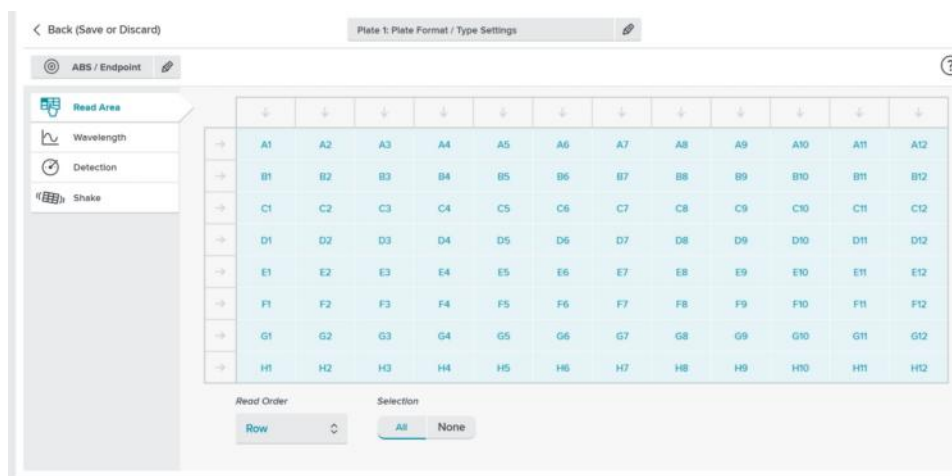 Back (Save or Discard)
Plate 1: Plate Format / Type Settings
ABS / Endpoint
?
Read Area
Wavelength
Detection
Shake
A1 A2 A3 A4 A5 A6 A7 A8 A9 A10 A11 A12
B1 B2 B3 B4 B5 B6 B7 B8 B9 B10 B11 B12
C1 C2 C3 C4 C5 C6 C7 C8 C9 C10 C11 C12
D1 D2 D3 D4 D5 D6 D7 D8 D9 D10 D11 D12
E1 E2 E3 E4 E5 E6 E7 E8 E9 E10 E11 E12
F1 F2 F3 F4 F5 F6 F7 F8 F9 F10 F11 F12
G1 G2 G3 G4 G5 G6 G7 G8 G9 G10 G11 G12
H1 H2 H3 H4 H5 H6 H7 H8 H9 H10 H11 H12
Read Order Selection
Row All None